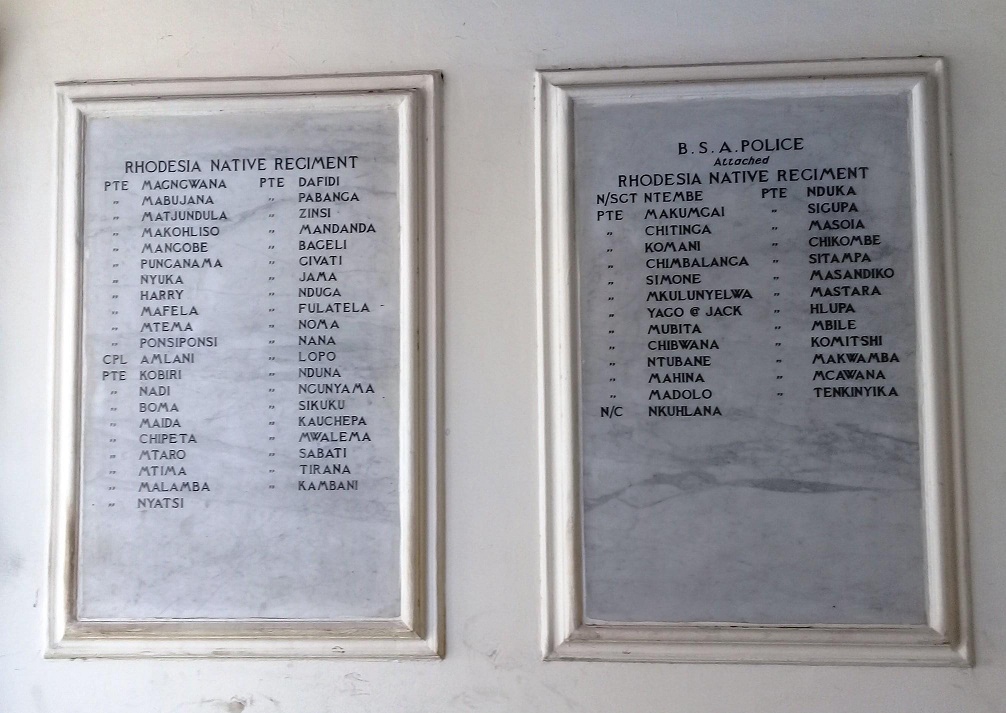 RHODESIA NATIVE REGIMENT
PTE MAGNGWANA PTE DAFIDI
" MABUJANA " PABANGA
" MATJUNDULA " ZINSI
" MAKOHLISO " MANDANDA
" MANGOBE " BAGELI
" PUNGANAMA " GIVATI
" NYUKA " JAMA
" HARRY " NDUGA
" MAFELA " FULATELA
" MTEMA " NOMA
" PONSIPONSI " NANA
CPL AMLANI " LOPO
PTE KOBIRI " NDUNA
" NADI " NGUNYAMA
" BOMA " SIKUKU
" MAIDA " KAUCHEPA
" CHIPETA " MWALEMA
" MTARO " SABATI
" MTIMA " TIRANA
" MALAMBA " KAMBANI
" NYATSI
B. S. A. POLICE
Attached
RHODESIA NATIVE REGIMENT
N/SGT NTEMBE PTE NDUKA
PTE MAKUMGAI " SIGUPA
" CHITINGA " MASOIA
" KOMANI " CHIKOMBE
" CHIMBALANGA " SITAMPA
" SIMONE " MASANDIKO
" MKULUNYELWA " MASTARA
" YAGO @ JACK " HLUPA
" MUBITA " MBILE
" CHIBWANA " KOMITSHI
" NTUBANE " MAKWAMBA
" MAHINA " MCAWANA
" MADOLO " TENKINYIKA
N/C NKUHLANA